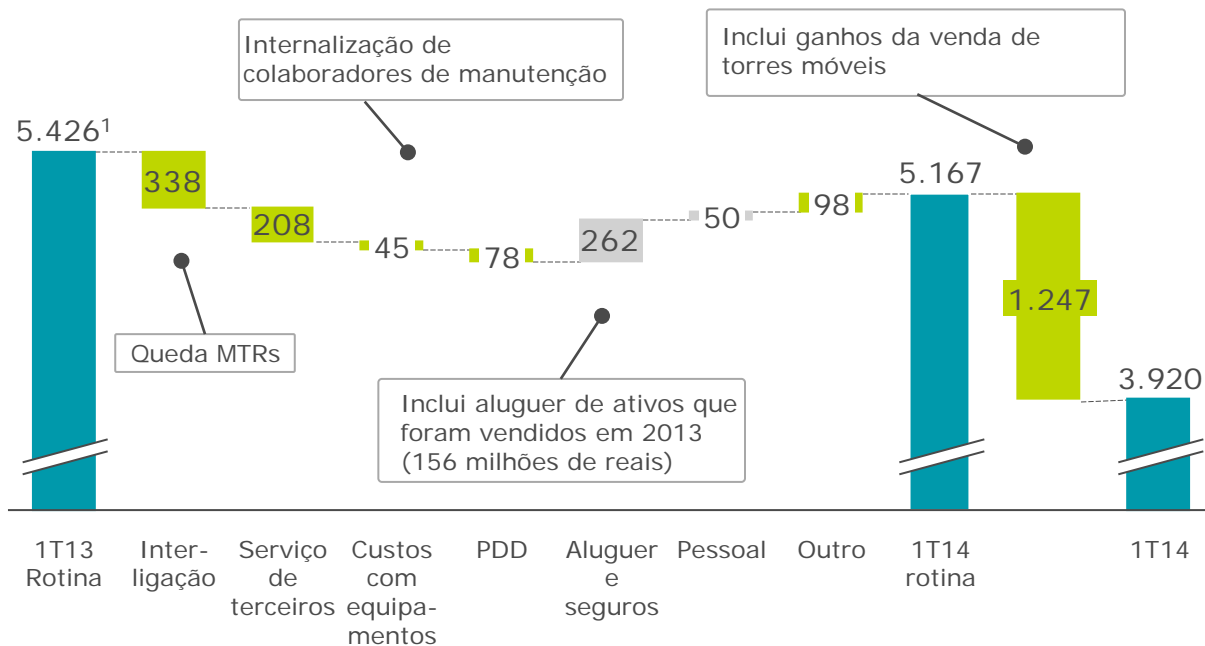 Internalização de
colaboradores de manutenção
Inclui ganhos da venda de
torres móveis
5.426¹
338
208
45
78
262
50
98
5.167
1.247
3.920
Queda MTRs
Inclui aluguer de ativos que
foram vendidos em 2013
(156 milhões de reais)
1T13
Rotina
Inter-
ligação
Serviço
de
terceiros
Custos
com
equipa-
mentos
PDD
Aluguer
e
seguros
Pessoal
Outro
1T14
rotina
1T14